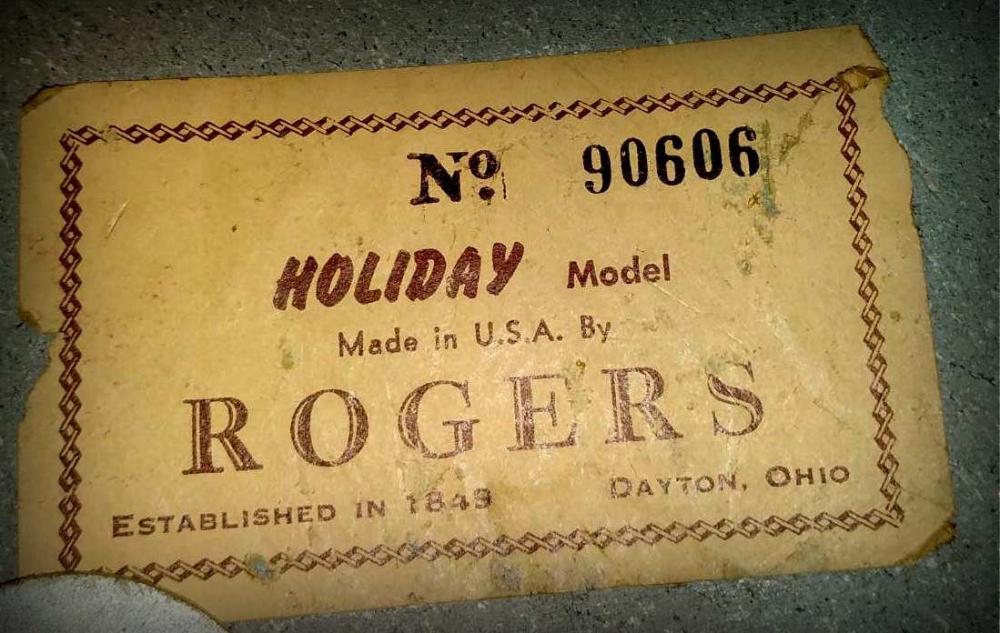 No. 90606
HOLIDAY Model
Made in U.S.A. By
ROGERS
ESTABLISHED IN 1849 DAYTON, OHIO